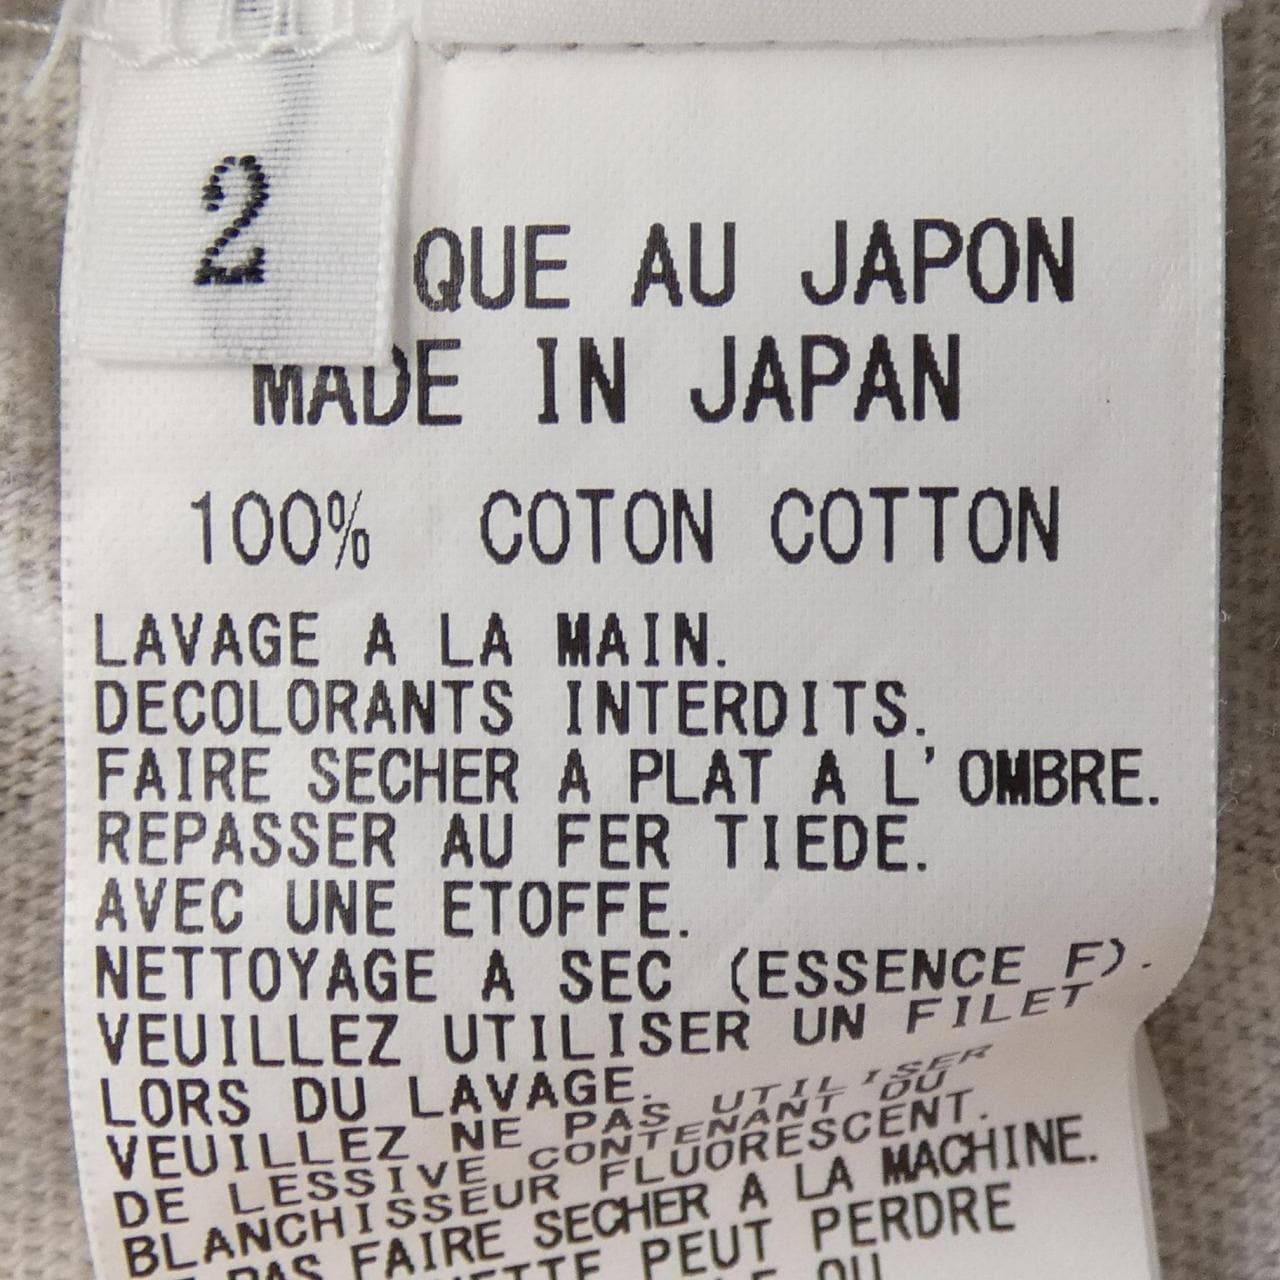 2
QUE AU JAPON
MADE IN JAPAN
100% COTON COTTON
LAVAGE A LA MAIN.
DECOLORANTS INTERDITS.
FAIRE SECHER A PLAT A L'OMBRE.
REPASSER AU FER TIEDE.
AVEC UNE ETOFFE.
NETTOYAGE A SEC (ESSENCE F).
VEUILLEZ UTILISER UN FILET
LORS DU LAVAGE.
VEUILLEZ NE PAS UTILISER
DE LESSIVE CONTENANT OU
BLANCHISSEUR FLUORESCENT.
PAS FAIRE SECHER A LA MACHINE.
PEUT PERDRE
OU